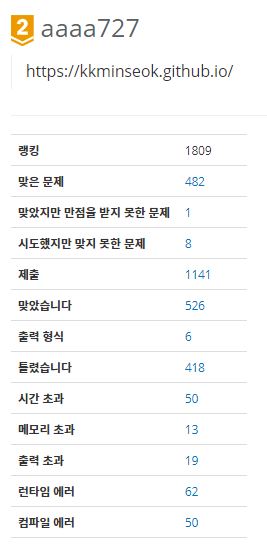 2 aaaa727
https://kkminseok.github.io/
랭킹 1809
맞은 문제 482
맞았지만 만점을 받지 못한 문제 1
시도했지만 맞지 못한 문제 8
제출 1141
맞았습니다 526
출력 형식 6
틀렸습니다 418
시간 초과 50
메모리 초과 13
출력 초과 19
런타임 에러 62
컴파일 에러 50